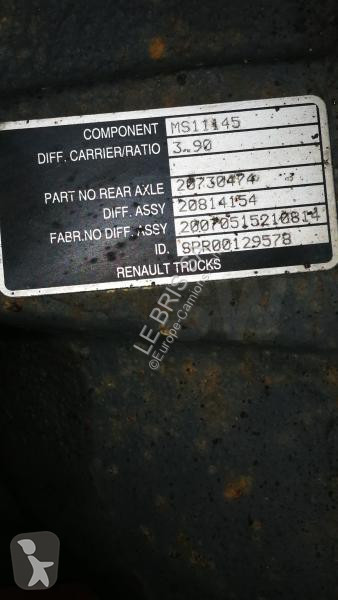 COMPONENT MS11145
DIFF. CARRIER/RATIO 3.90
PART NO REAR AXLE 20730474
DIFF. ASSY 20814154
FABR.NO DIFF. ASSY 20070515210814
ID. SPR00129578
RENAULT TRUCKS
LE BRIS
©Europe-Camions